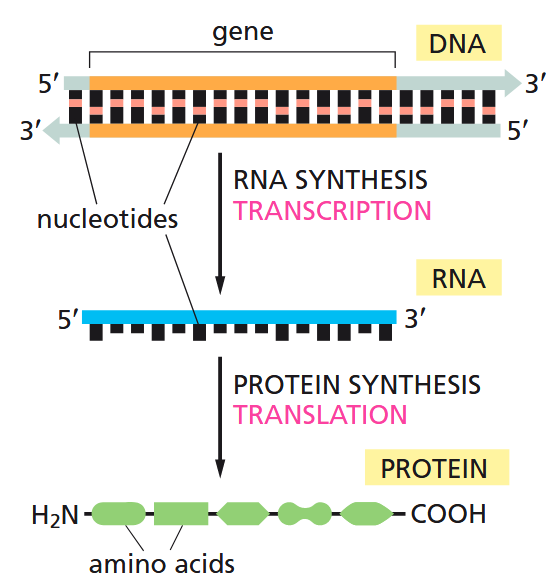 gene
DNA
5′ 3′
3′ 5′
RNA SYNTHESIS
TRANSCRIPTION
nucleotides
RNA
5′ 3′
PROTEIN SYNTHESIS
TRANSLATION
PROTEIN
H₂N COOH
amino acids